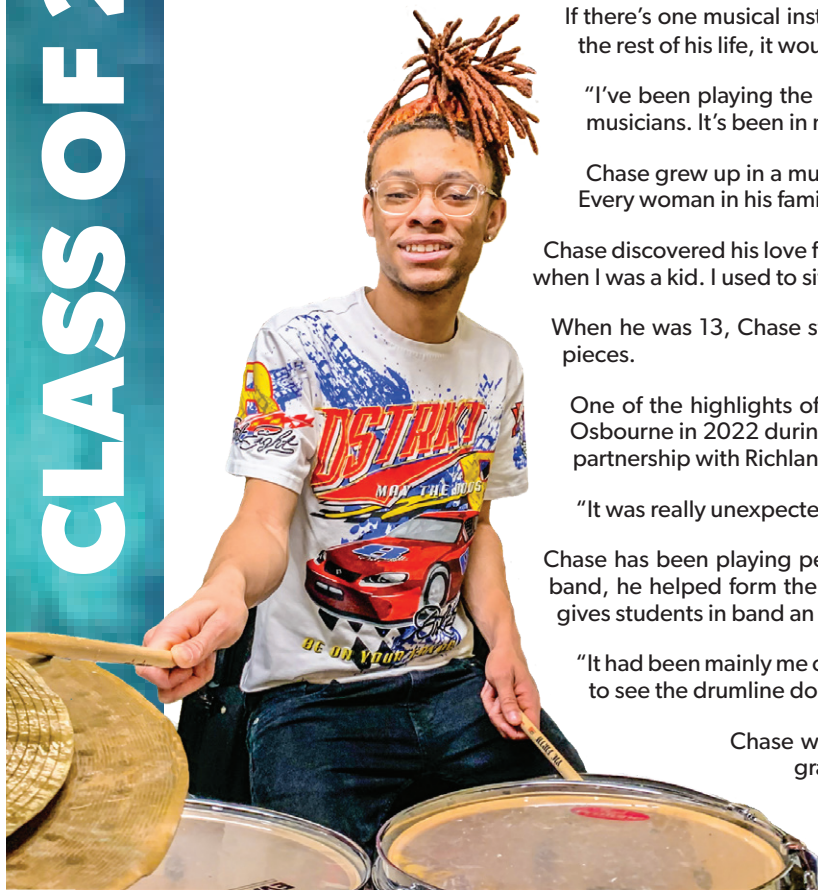 CLASS OF
If there's one musical inst
the rest of his life, it wou
"I've been playing the
musicians. It's been in
Chase grew up in a mu
Every woman in his fami
Chase discovered his love f
when I was a kid. I used to si
When he was 13, Chase s
pieces.
One of the highlights of
Osbourne in 2022 durin
partnership with Richlan
"It was really unexpecte
Chase has been playing pe
band, he helped form the
gives students in band an
"It had been mainly me
to see the drumline do
Chase w
gra
DSTRKT
MAY THE ODDS
8
BE ON YOUR